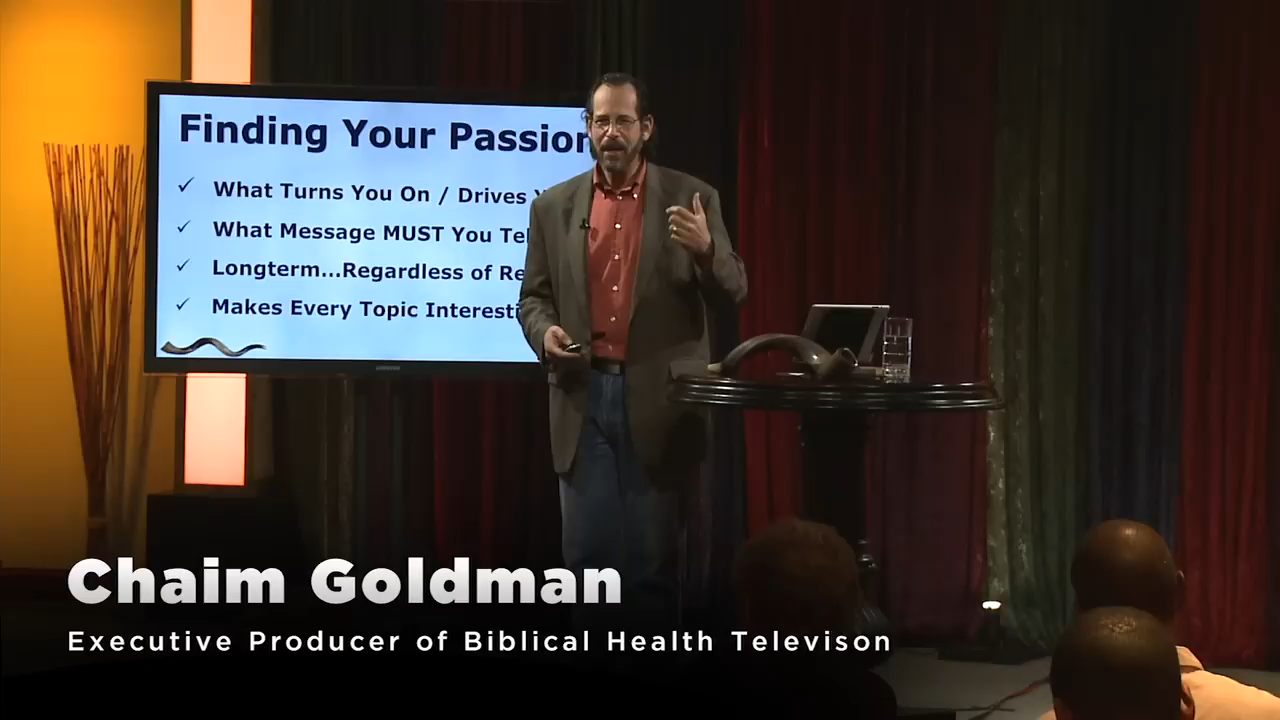 Finding Your Passion
✓ What Turns You On / Drives
✓ What Message MUST You
✓ Longterm...Regardless of
✓ Makes Every Topic
Chaim Goldman
Executive Producer of Biblical Health Televison